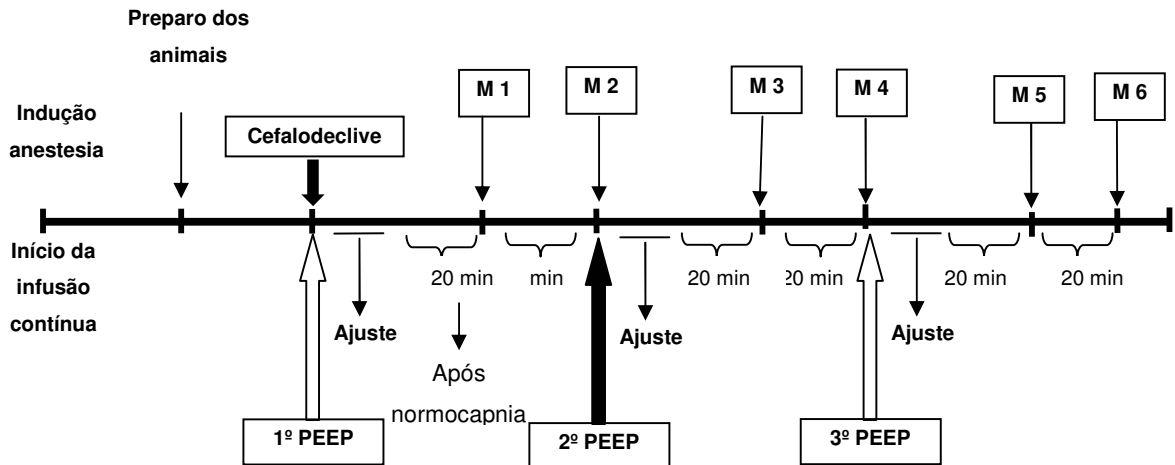 Preparo dos
animais
Indução
anestesia
Cefalodeclive
M 1
M 2
M 3
M 4
M 5
M 6
Início da
infusão
contínua
20 min
min
20 min
20 min
20 min
20 min
Ajuste
Ajuste
Ajuste
Após
normocapnia
1º PEEP
2º PEEP
3º PEEP